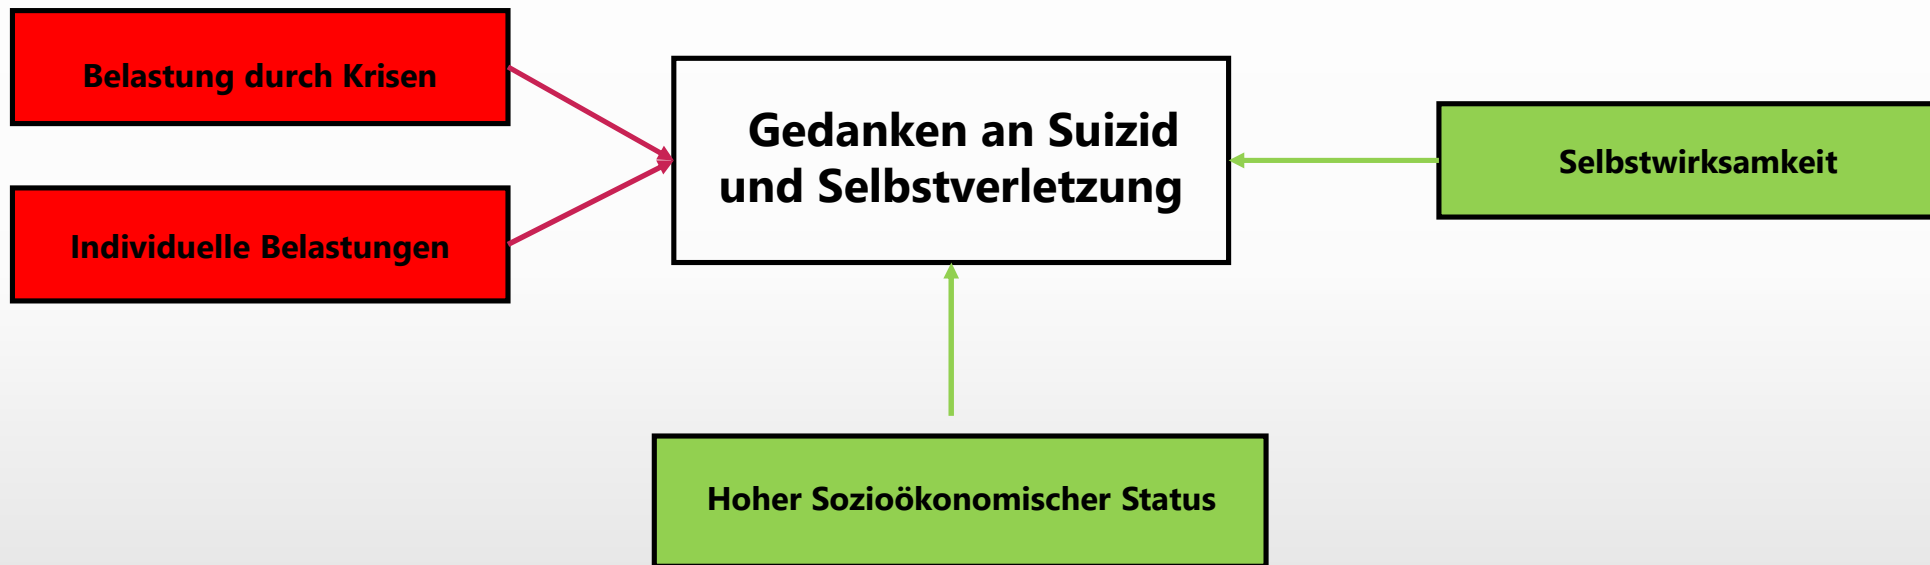 Belastung durch Krisen
Individuelle Belastungen
Gedanken an Suizid
und Selbstverletzung
Selbstwirksamkeit
Hoher Sozioökonomischer Status